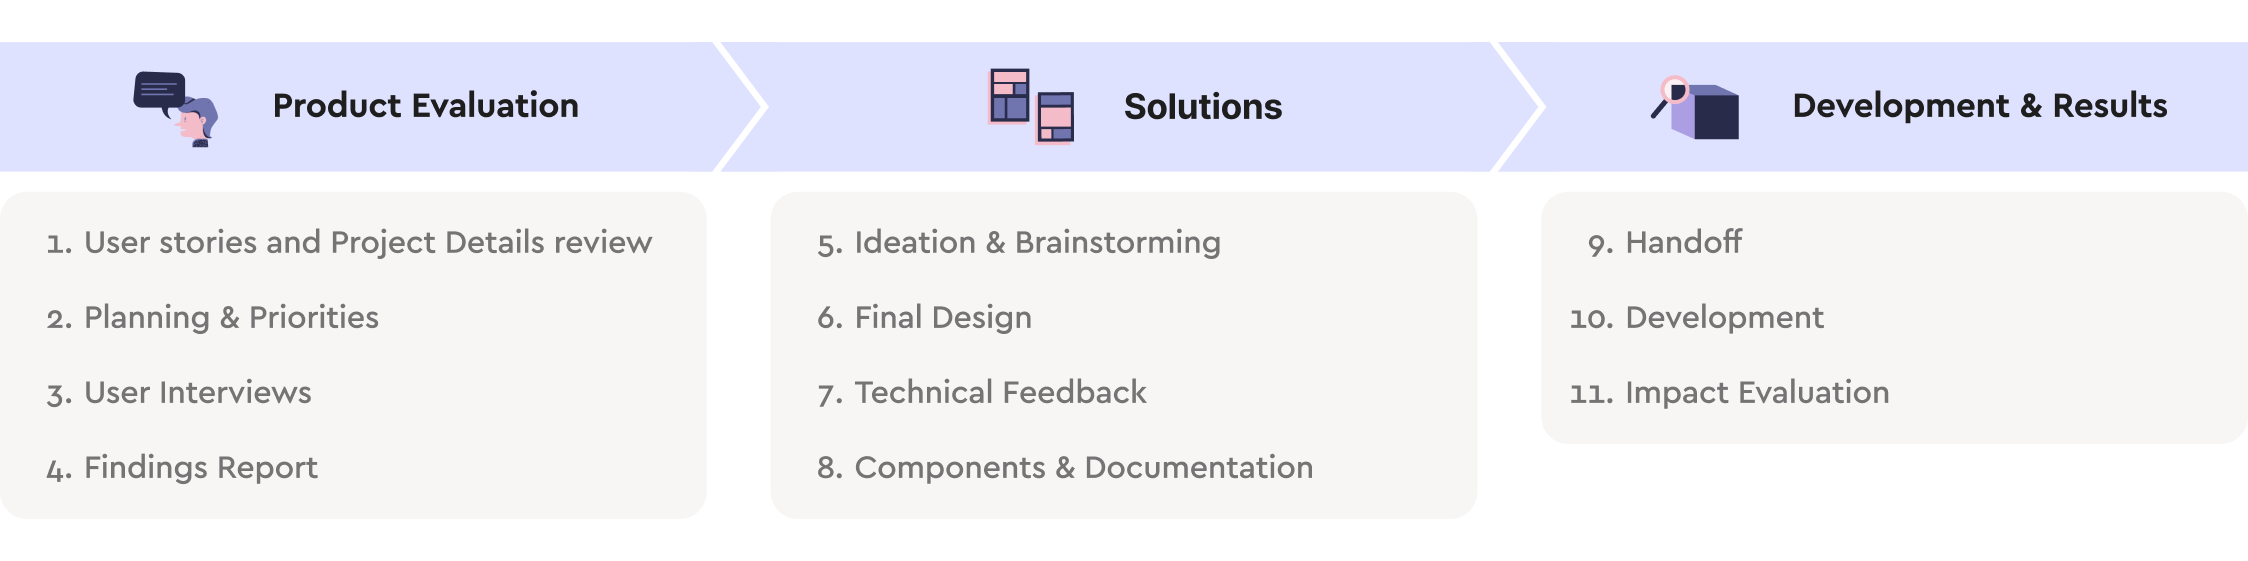 Product Evaluation
1. User stories and Project Details review
2. Planning & Priorities
3. User Interviews
4. Findings Report
Solutions
5. Ideation & Brainstorming
6. Final Design
7. Technical Feedback
8. Components & Documentation
Development & Results
9. Handoff
10. Development
11. Impact Evaluation